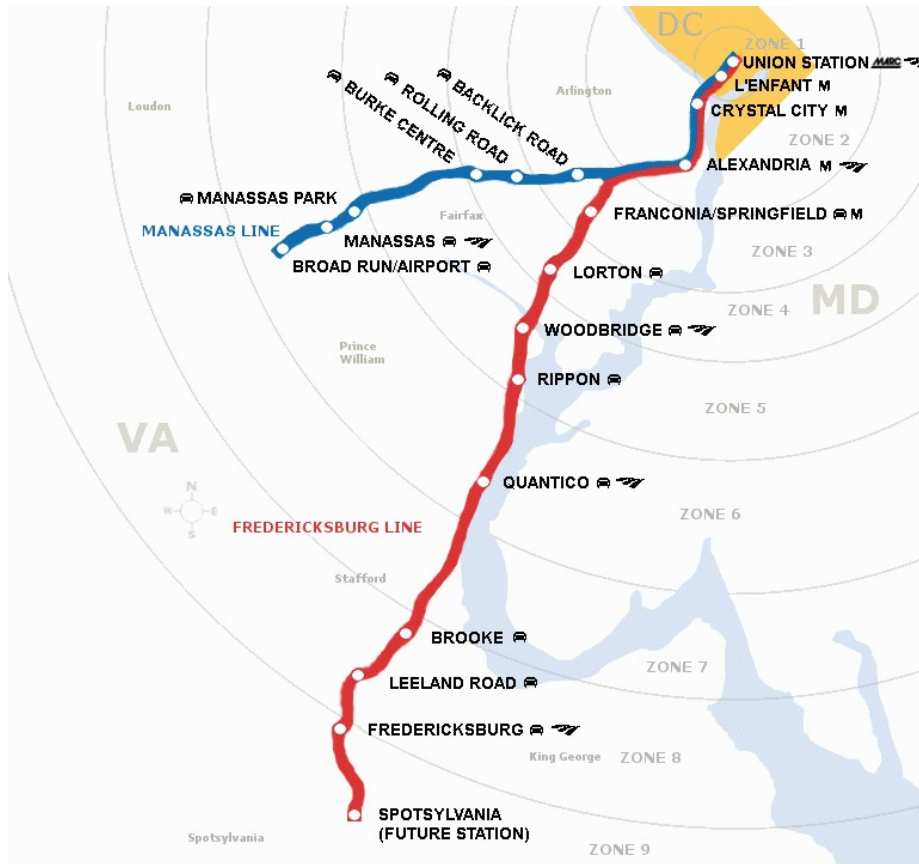 DC
ZONE 1
UNION STATION MARC
L'ENFANT M
Arlington
CRYSTAL CITY M
Loudon
BACKLICK ROAD
ROLLING ROAD
BURKE CENTRE
ZONE 2
ALEXANDRIA M
MANASSAS PARK
FRANCONIA/SPRINGFIELD M
Fairfax
MANASSAS LINE
MANASSAS
BROAD RUN/AIRPORT
ZONE 3
LORTON
MD
ZONE 4
WOODBRIDGE
Prince
William
RIPPON
ZONE 5
VA
QUANTICO
N
W E
S
ZONE 6
FREDERICKSBURG LINE
Stafford
BROOKE
ZONE 7
LEELAND ROAD
FREDERICKSBURG
King George
ZONE 8
SPOTSYLVANIA
(FUTURE STATION)
Spotsylvania
ZONE 9